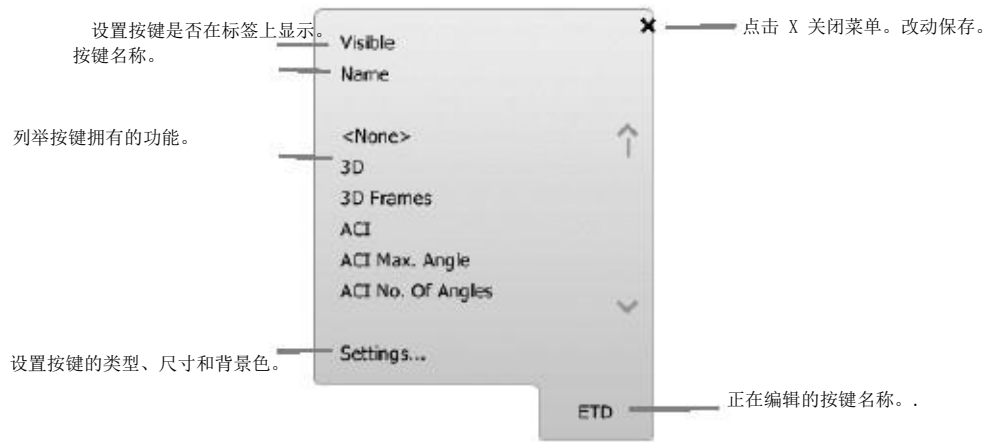 设置按键是否在标签上显示。
按键名称。
点击 X 关闭菜单。改动保存。
Visible
Name
列举按键拥有的功能。
<None>
3D
3D Frames
ACI
ACI Max. Angle
ACI No. Of Angles
设置按键的类型、尺寸和背景色。
Settings...
ETD
正在编辑的按键名称。.